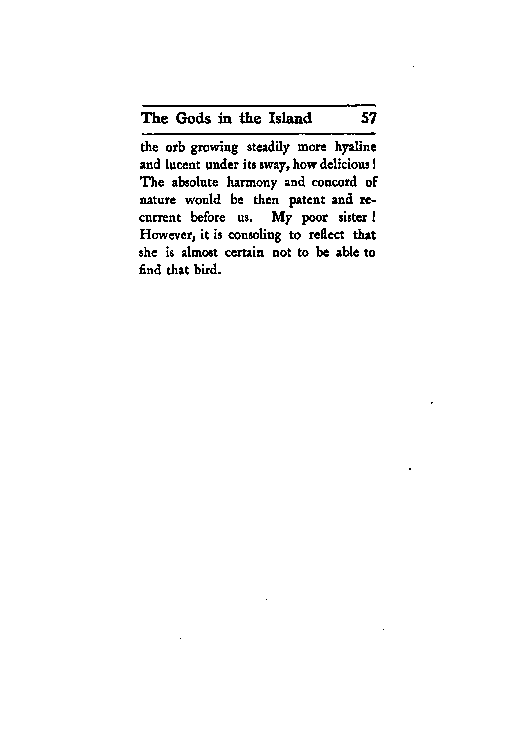 The Gods in the Island 57
the orb growing steadily more hyaline
and lucent under its sway, how delicious!
The absolute harmony and concord of
nature would be then patent and re-
current before us. My poor sister!
However, it is consoling to reflect that
she is almost certain not to be able to
find that bird.